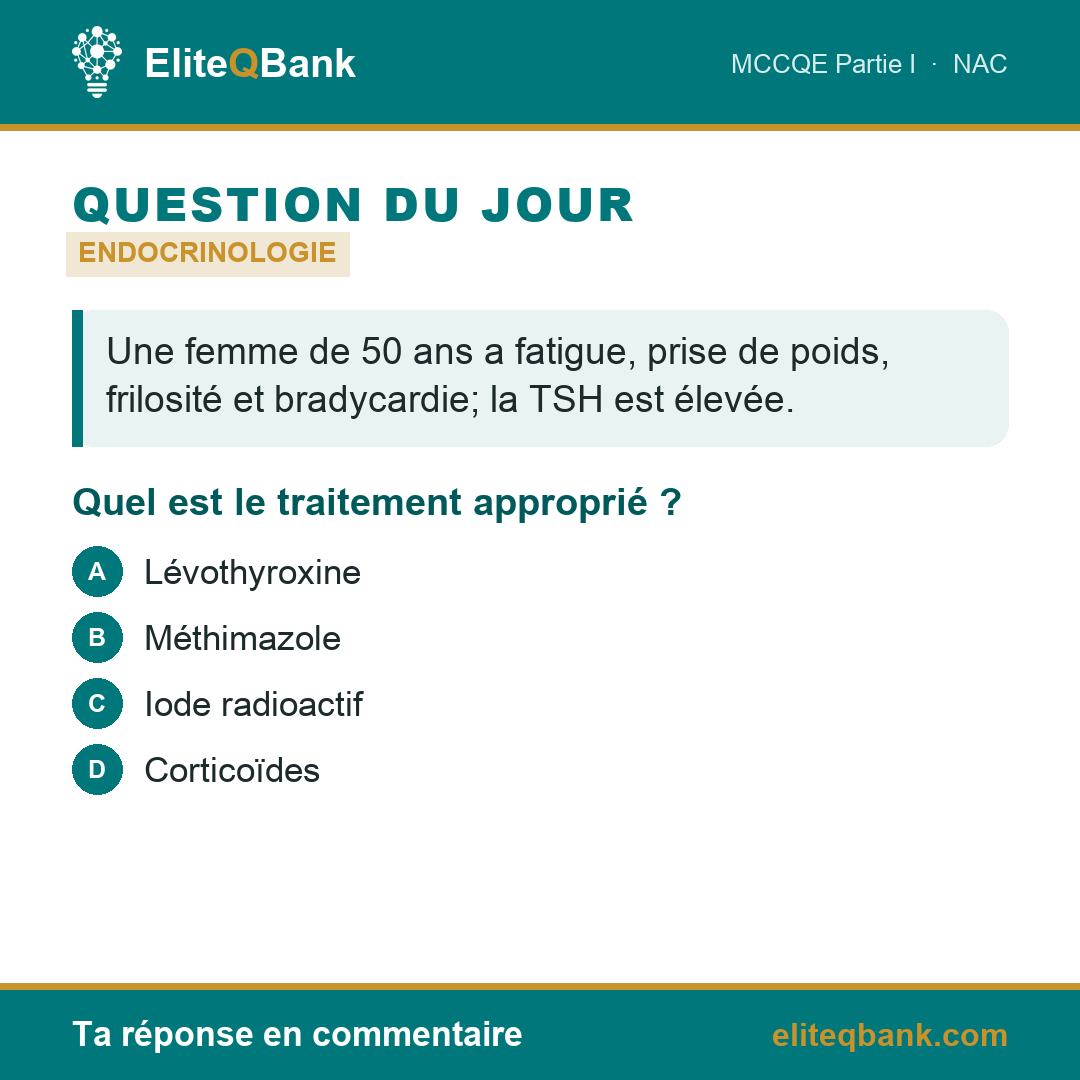 EliteQBank
MCCQE Partie I · NAC
QUESTION DU JOUR
ENDOCRINOLOGIE
Une femme de 50 ans a fatigue, prise de poids,
frilosité et bradycardie; la TSH est élevée.
Quel est le traitement approprié ?
A Lévothyroxine
B Méthimazole
C Iode radioactif
D Corticoïdes
Ta réponse en commentaire
eliteqbank.com